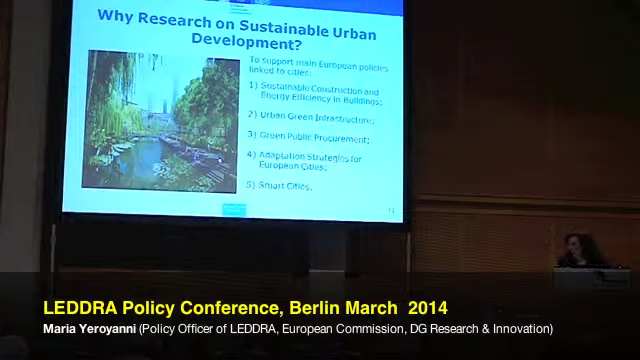 Why Research on Sustainable Urban
Development?
To support main European policies
linked to cities:
1) Sustainable Construction and
Energy Efficiency in Buildings;
2) Urban Green Infrastructure;
3) Green Public Procurement;
4) Adaptation Strategies for
European Cities;
5) Smart Cities.
LEDDRA Policy Conference, Berlin March 2014
Maria Yeroyanni (Policy Officer of LEDDRA, European Commission, DG Research & Innovation)